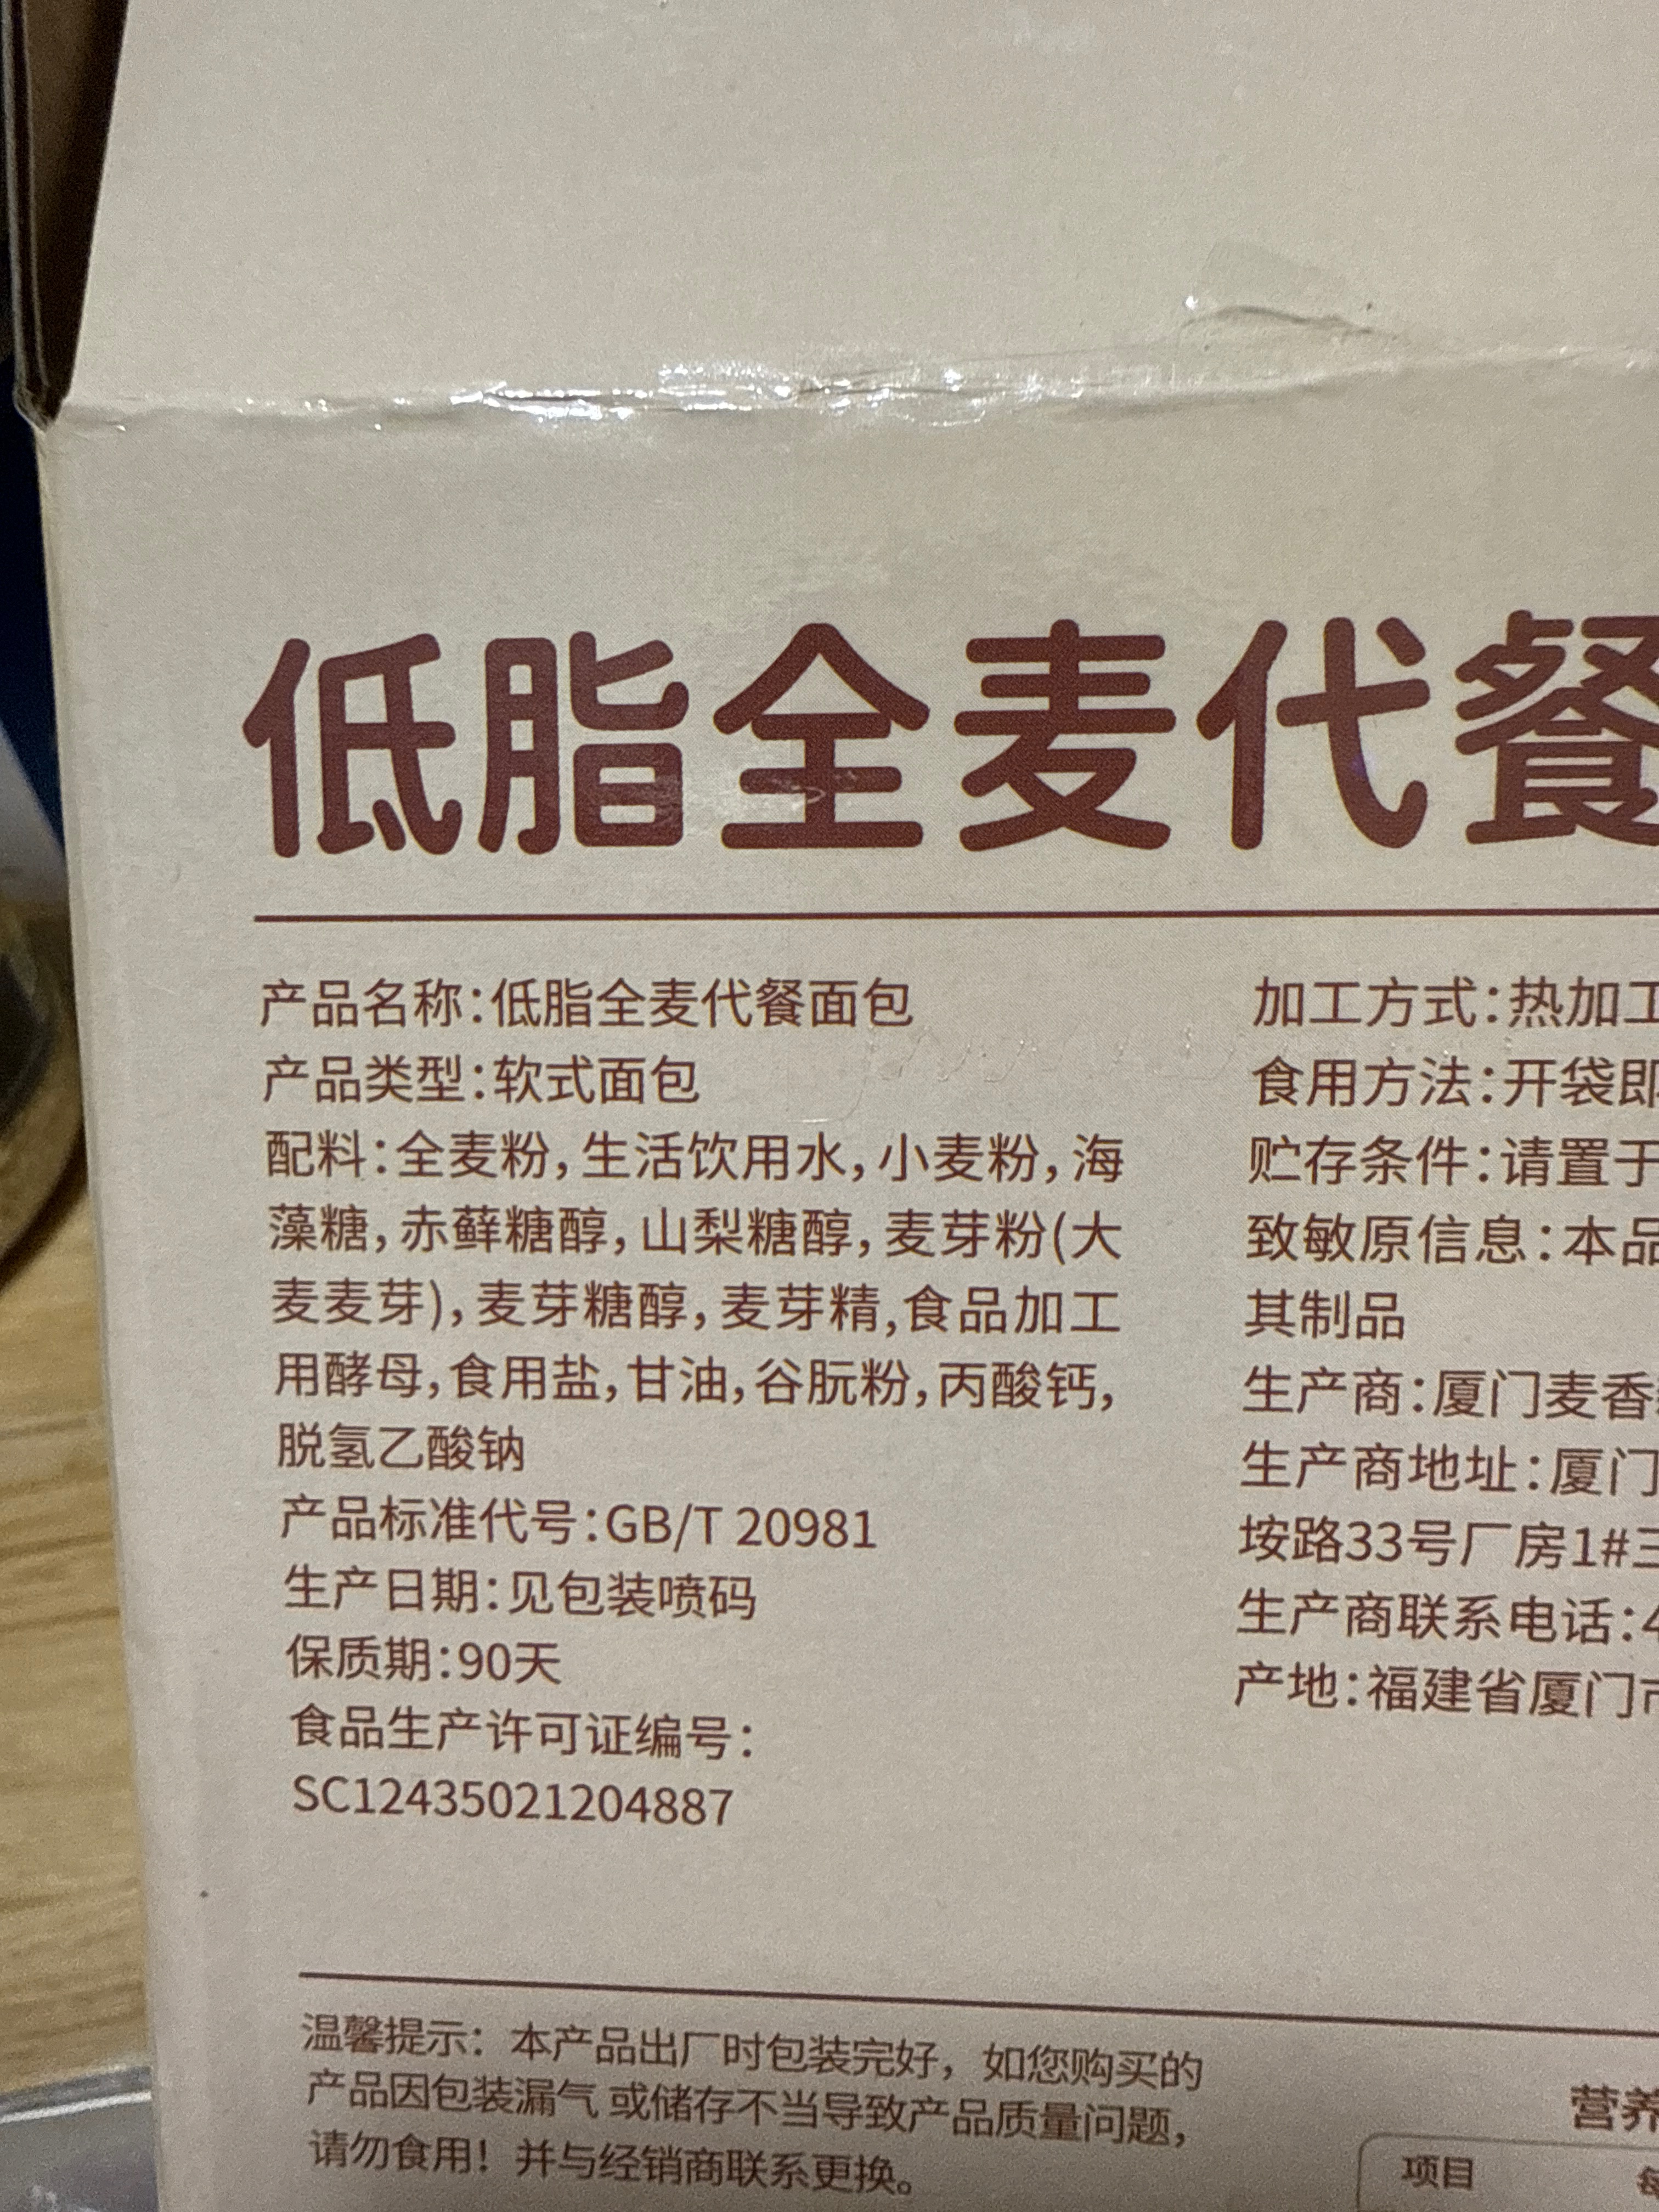 低脂全麦代餐
产品名称:低脂全麦代餐面包
产品类型:软式面包
配料:全麦粉,生活饮用水,小麦粉,海
藻糖,赤藓糖醇,山梨糖醇,麦芽粉(大
麦麦芽),麦芽糖醇,麦芽精,食品加工
用酵母,食用盐,甘油,谷朊粉,丙酸钙,
脱氢乙酸钠
产品标准代号:GB/T 20981
生产日期:见包装喷码
保质期:90天
食品生产许可证编号:
SC12435021204887
加工方式:热加工
食用方法:开袋即
贮存条件:请置于
致敏原信息:本品
其制品
生产商:厦门麦香
生产商地址:厦门
垵路33号厂房1#三
生产商联系电话:4
产地:福建省厦门市
温馨提示:本产品出厂时包装完好,如您购买的
产品因包装漏气 或储存不当导致产品质量问题,
请勿食用!并与经销商联系更换。
营养
项目